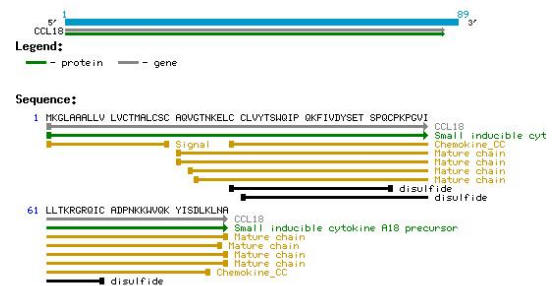 1 89
5' 3'
CCL18
Legend:
- protein - gene
Sequence:
1 MKGLAAALLV LVCTMALCSC AQVGTNKELC CLVYTSWQIP QKFIVDYSET SPQCPKPGVI
CCL18
Small inducible cyt
Signal Chemokine_CC
Mature chain
Mature chain
Mature chain
Mature chain
disulfide
disulfide
61 LLTKRGRQIC ADPNKKWVQK YISDLKLNA
CCL18
Small inducible cytokine A18 precursor
Mature chain
Mature chain
Mature chain
Mature chain
Chemokine_CC
disulfide